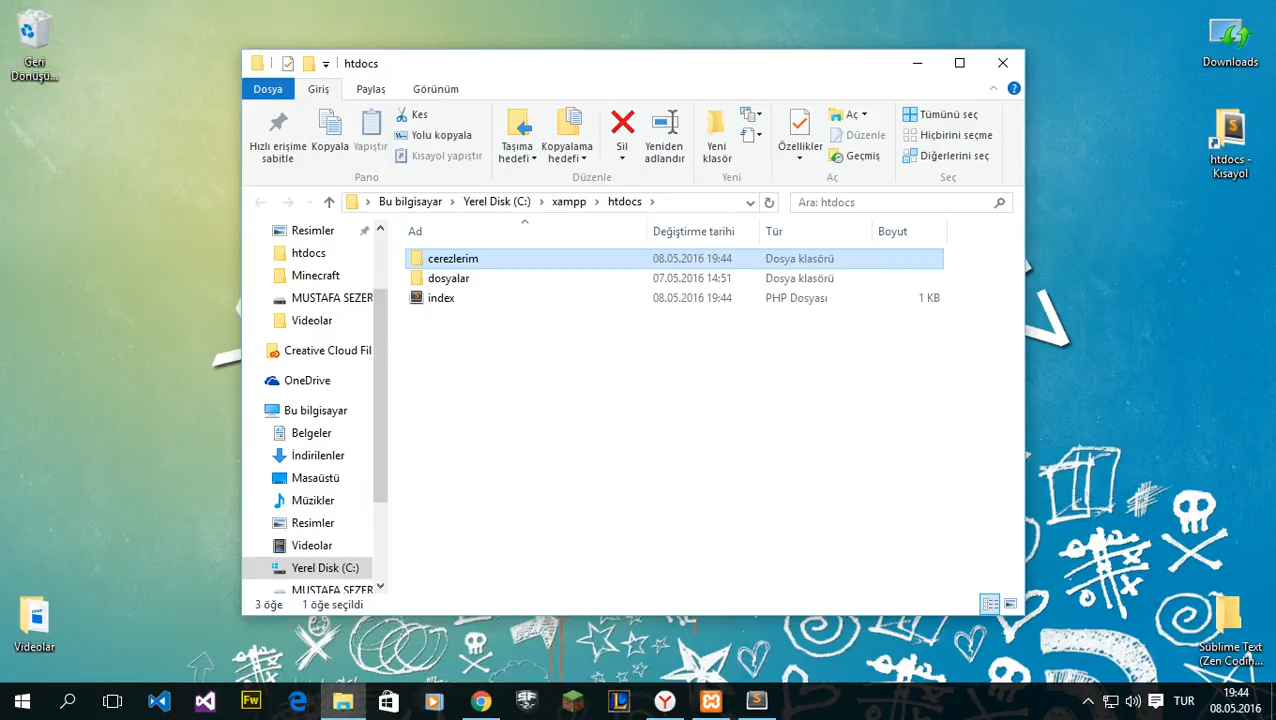 Geri
Dönüşü...
Downloads
htdocs -
Kısayol
Videolar
Sublime Text
(Zen Codin...
htdocs
Dosya
Giriş
Paylaş
Görünüm
Hızlı erişime
sabitle
Kopyala
Yapıştır
Kes
Yolu kopyala
Kısayol yapıştır
Pano
Taşıma
hedefi
Kopyalama
hedefi
Sil
Yeniden
adlandır
Düzenle
Yeni
klasör
Yeni
Özellikler
Aç
Düzenle
Geçmiş
Aç
Tümünü seç
Hiçbirini seçme
Diğerlerini seç
Seç
Bu bilgisayar
Yerel Disk (C:)
xampp
htdocs
Ara: htdocs
Ad
Değiştirme tarihi
Tür
Boyut
cerezlerim 08.05.2016 19:44 Dosya klasörü
dosyalar 07.05.2016 14:51 Dosya klasörü
index 08.05.2016 19:44 PHP Dosyası 1 KB
Resimler
htdocs
Minecraft
MUSTAFA SEZER
Videolar
Creative Cloud Fil
OneDrive
Bu bilgisayar
Belgeler
İndirilenler
Masaüstü
Müzikler
Resimler
Videolar
Yerel Disk (C:)
MUSTAFA SEZER
3 öğe
1 öğe seçildi
Fw
TUR
19:44
08.05.2016